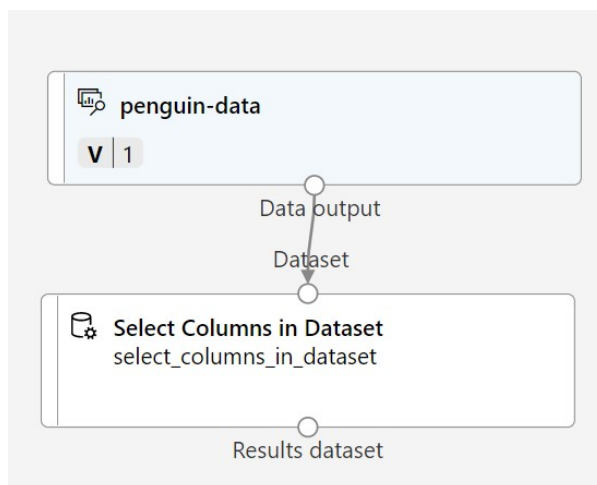 penguin-data
V | 1
Data output
Dataset
Select Columns in Dataset
select_columns_in_dataset
Results dataset